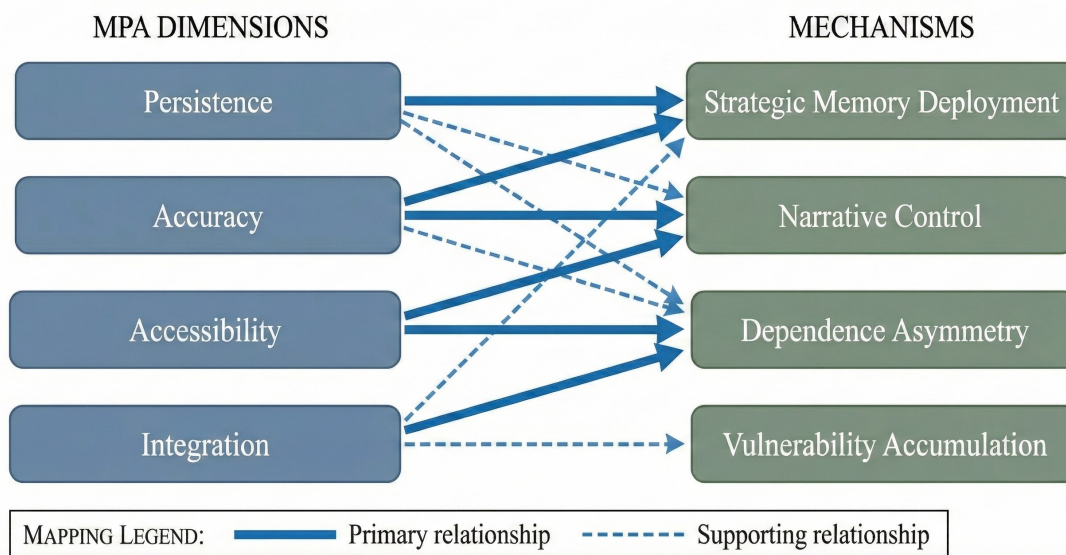 MPA DIMENSIONS
MECHANISMS
Persistence
Strategic Memory Deployment
Accuracy
Narrative Control
Accessibility
Dependence Asymmetry
Integration
Vulnerability Accumulation
MAPPING LEGEND: Primary relationship Supporting relationship